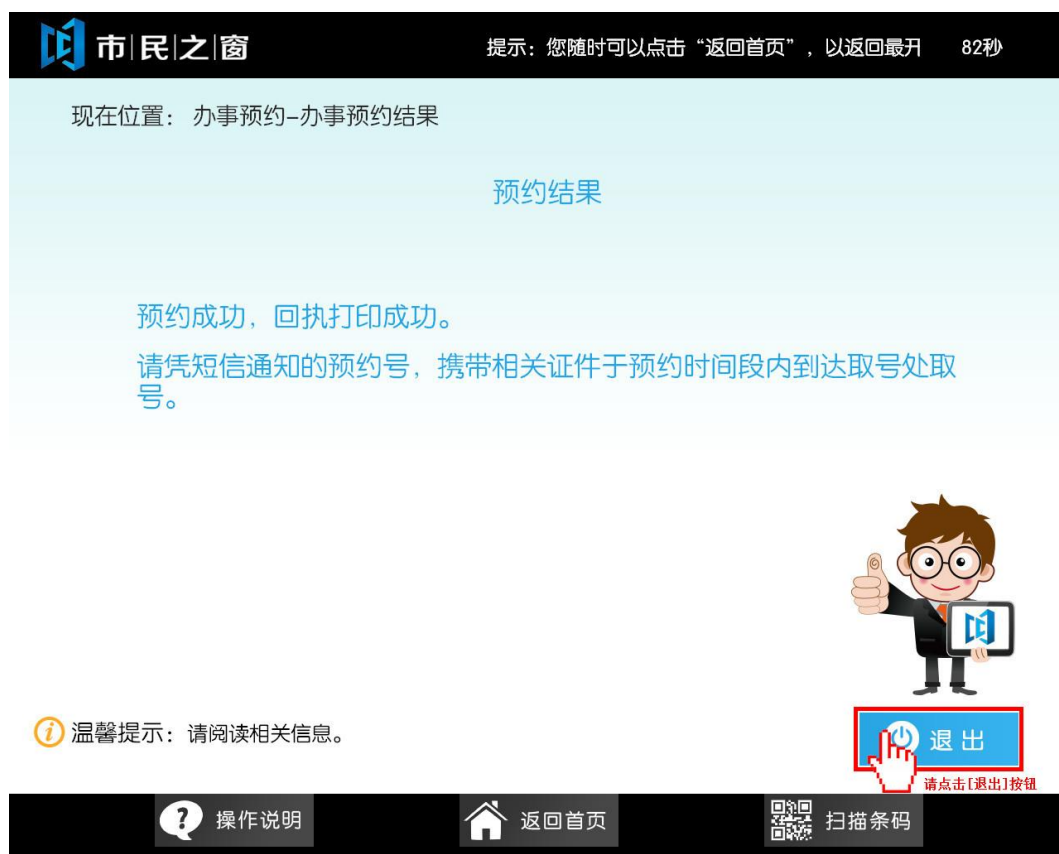 市|民|之|窗
提示：您随时可以点击“返回首页”，以返回最开 82秒
现在位置： 办事预约-办事预约结果
预约结果
预约成功，回执打印成功。
请凭短信通知的预约号，携带相关证件于预约时间段内到达取号处取
号。
温馨提示：请阅读相关信息。
退出
请点击[退出]按钮
操作说明
返回首页
扫描条码